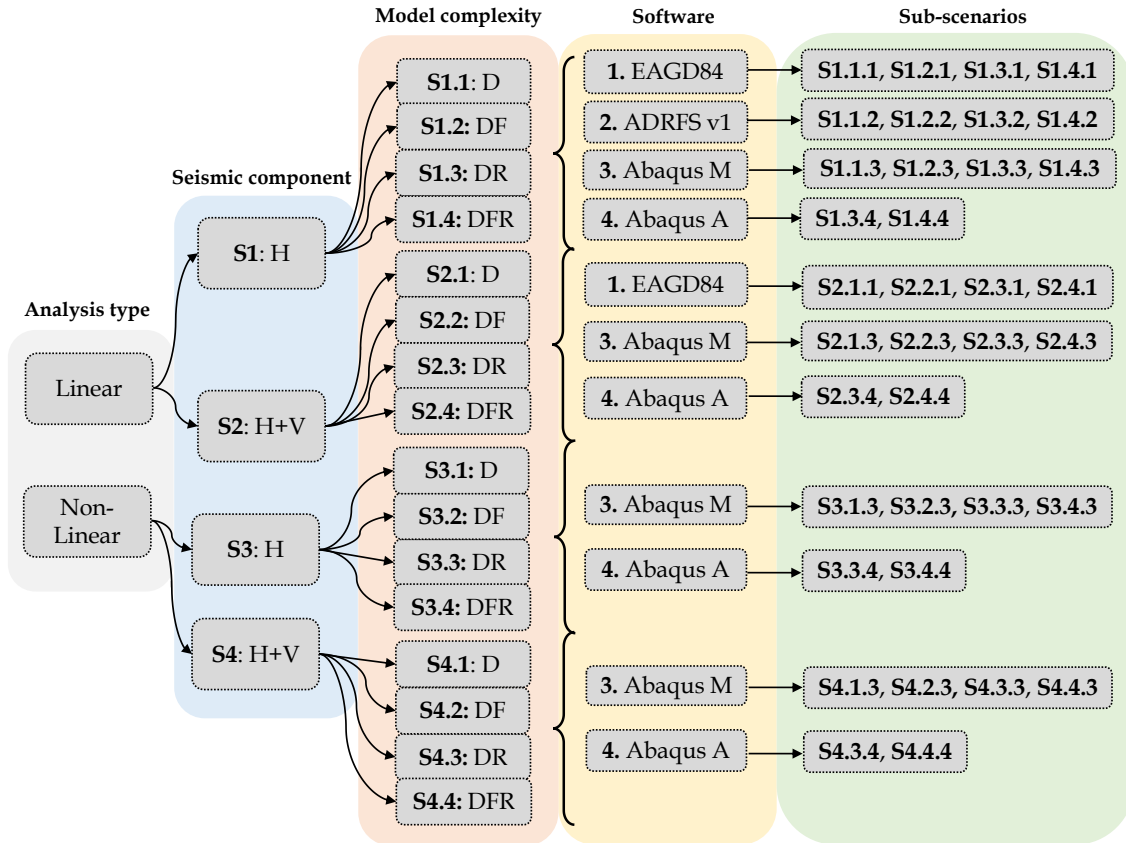 Model complexity
Software
Sub-scenarios
Seismic component
Analysis type
Linear
Non-
Linear
S1: H
S2: H+V
S3: H
S4: H+V
S1.1: D
S1.2: DF
S1.3: DR
S1.4: DFR
S2.1: D
S2.2: DF
S2.3: DR
S2.4: DFR
S3.1: D
S3.2: DF
S3.3: DR
S3.4: DFR
S4.1: D
S4.2: DF
S4.3: DR
S4.4: DFR
1. EAGD84
S1.1.1, S1.2.1, S1.3.1, S1.4.1
2. ADRFS v1
S1.1.2, S1.2.2, S1.3.2, S1.4.2
3. Abaqus M
S1.1.3, S1.2.3, S1.3.3, S1.4.3
4. Abaqus A
S1.3.4, S1.4.4
1. EAGD84
S2.1.1, S2.2.1, S2.3.1, S2.4.1
3. Abaqus M
S2.1.3, S2.2.3, S2.3.3, S2.4.3
4. Abaqus A
S2.3.4, S2.4.4
3. Abaqus M
S3.1.3, S3.2.3, S3.3.3, S3.4.3
4. Abaqus A
S3.3.4, S3.4.4
3. Abaqus M
S4.1.3, S4.2.3, S4.3.3, S4.4.3
4. Abaqus A
S4.3.4, S4.4.4